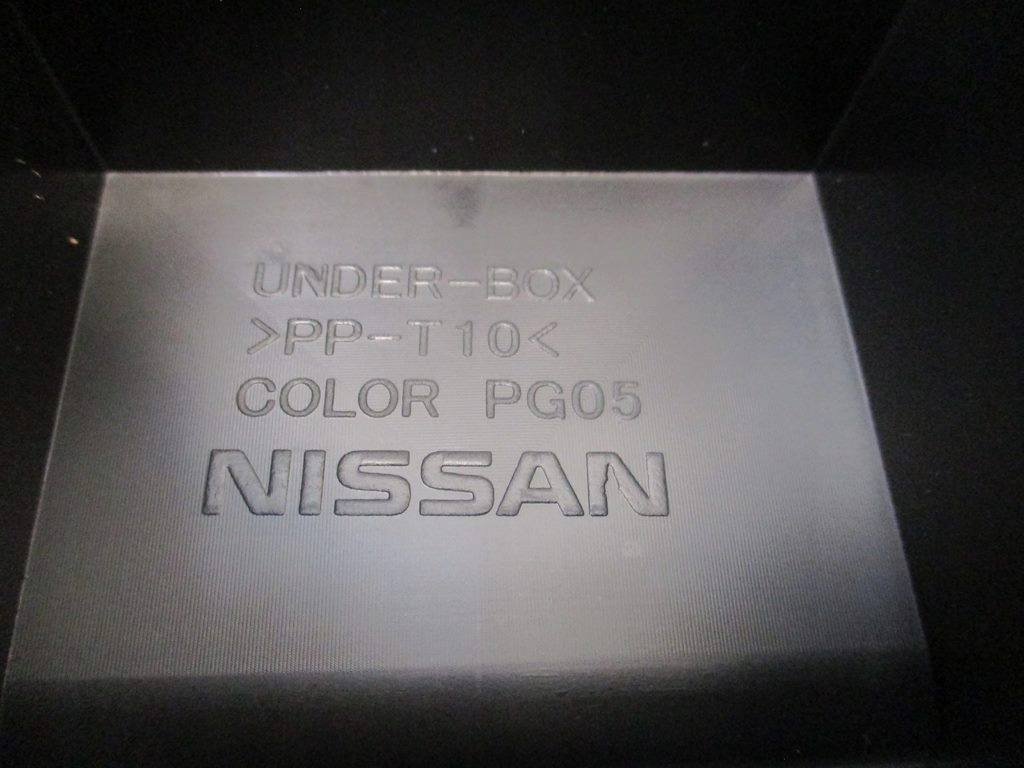 UNDER-BOX
>PP-T10<
COLOR PG05
NISSAN